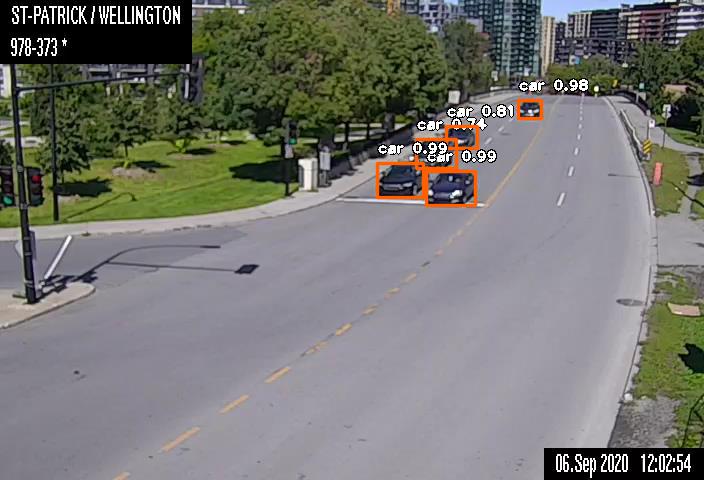 ST-PATRICK / WELLINGTON
978-373 *
car 0.98
car 0.81
car 0.74
car 0.99
car 0.99
06.Sep 2020 12:02:54